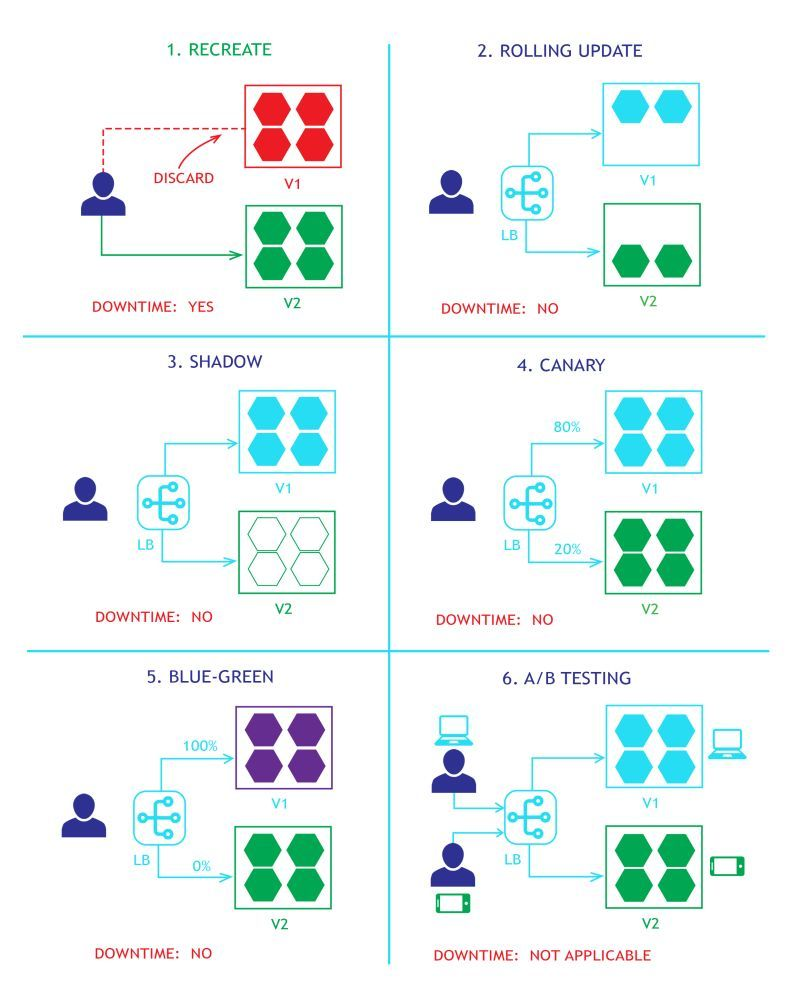 1. RECREATE
DISCARD
V1
V2
DOWNTIME: YES
2. ROLLING UPDATE
V1
LB
V2
DOWNTIME: NO
3. SHADOW
V1
LB
V2
DOWNTIME: NO
4. CANARY
80%
V1
LB
20%
V2
DOWNTIME: NO
5. BLUE-GREEN
100%
V1
LB
0%
V2
DOWNTIME: NO
6. A/B TESTING
V1
LB
V2
DOWNTIME: NOT APPLICABLE